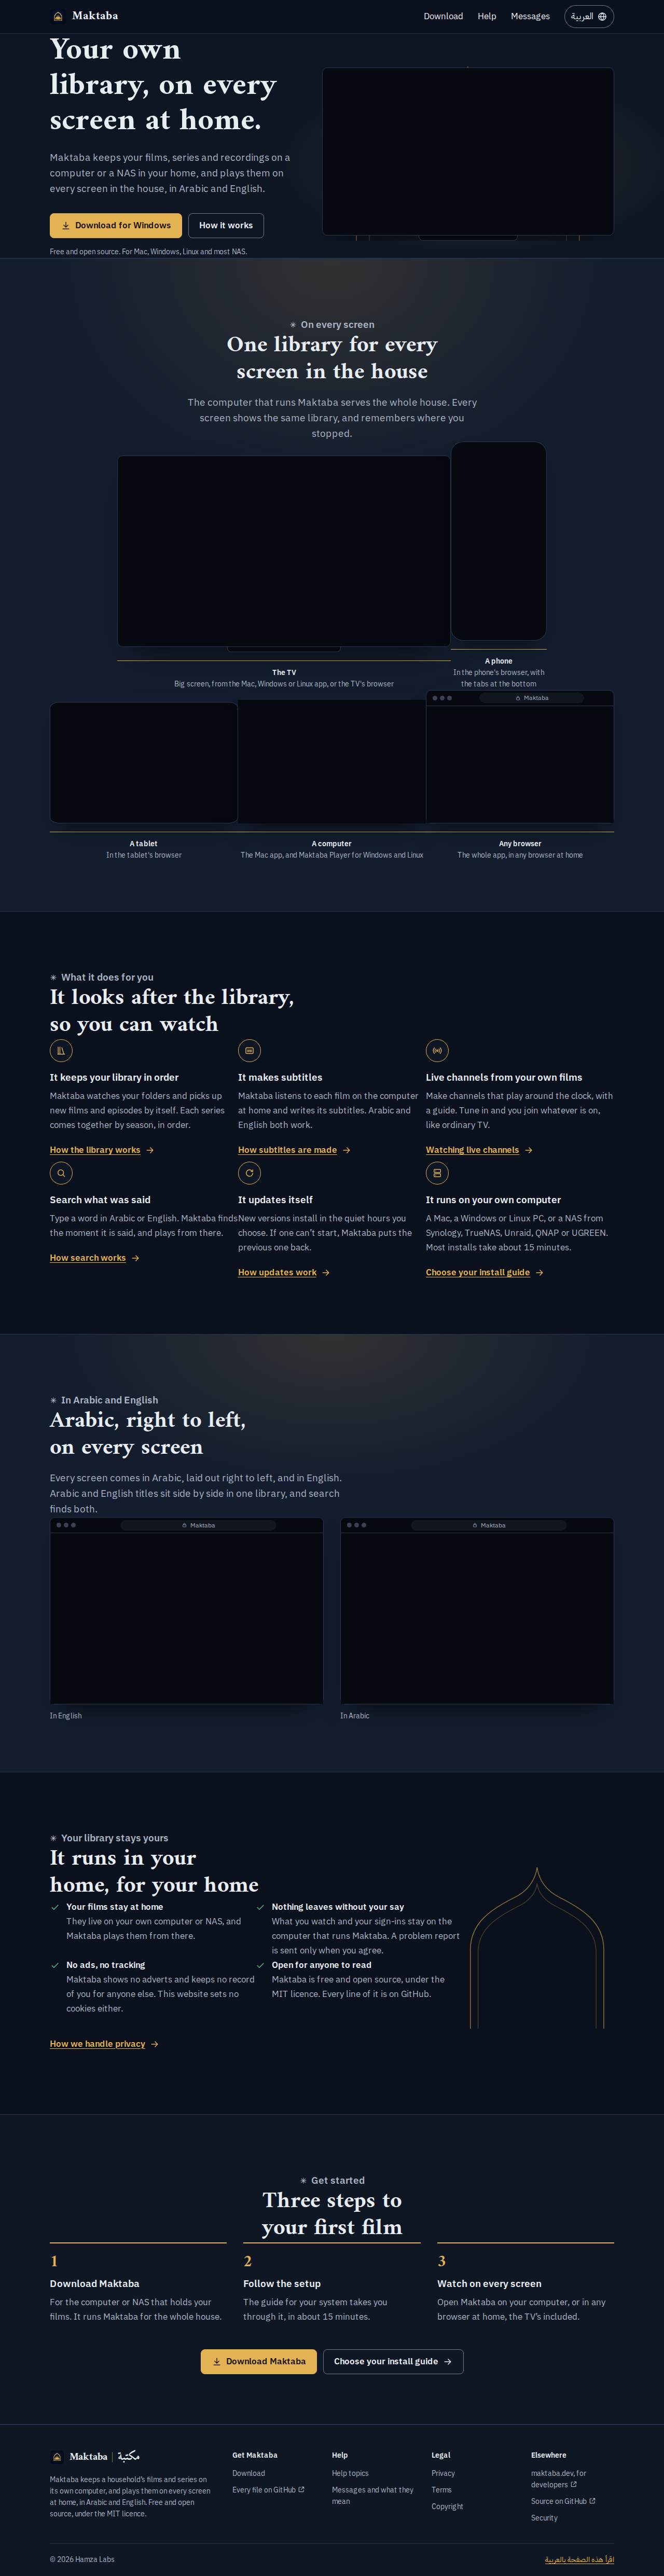 Maktaba
Download Help Messages العربية
Your own
library, on every
screen at home.
Maktaba keeps your films, series and recordings on a
computer or a NAS in your home, and plays them on
every screen in the house, in Arabic and English.
Download for Windows How it works
Free and open source. For Mac, Windows, Linux and most NAS.
On every screen
One library for every
screen in the house
The computer that runs Maktaba serves the whole house. Every
screen shows the same library, and remembers where you
stopped.
The TV
Big screen, from the Mac, Windows or Linux app, or the TV's browser
A phone
In the phone's browser, with
the tabs at the bottom
Maktaba
A tablet
In the tablet's browser
A computer
The Mac app, and Maktaba Player for Windows and Linux
Any browser
The whole app, in any browser at home
What it does for you
It looks after the library,
so you can watch
It keeps your library in order
Maktaba watches your folders and picks up
new films and episodes by itself. Each series
comes together by season, in order.
How the library works
It makes subtitles
Maktaba listens to each film on the computer
at home and writes its subtitles. Arabic and
English both work.
How subtitles are made
Live channels from your own films
Make channels that play around the clock, with
a guide. Tune in and you join whatever is on,
like ordinary TV.
Watching live channels
Search what was said
Type a word in Arabic or English. Maktaba finds
the moment it is said, and plays from there.
How search works
It updates itself
New versions install in the quiet hours you
choose. If one can't start, Maktaba puts the
previous one back.
How updates work
It runs on your own computer
A Mac, a Windows or Linux PC, or a NAS from
Synology, TrueNAS, Unraid, QNAP or UGREEN.
Most installs take about 15 minutes.
Choose your install guide
In Arabic and English
Arabic, right to left,
on every screen
Every screen comes in Arabic, laid out right to left, and in English.
Arabic and English titles sit side by side in one library, and search
finds both.
Maktaba
Maktaba
In English
In Arabic
Your library stays yours
It runs in your
home, for your home
Your films stay at home
They live on your own computer or NAS, and
Maktaba plays them from there.
Nothing leaves without your say
What you watch and your sign-ins stay on the
computer that runs Maktaba. A problem report
is sent only when you agree.
No ads, no tracking
Maktaba shows no adverts and keeps no record
of you for anyone else. This website sets no
cookies either.
Open for anyone to read
Maktaba is free and open source, under the
MIT licence. Every line of it is on GitHub.
How we handle privacy
Get started
Three steps to
your first film
1
Download Maktaba
For the computer or NAS that holds your
films. It runs Maktaba for the whole house.
2
Follow the setup
The guide for your system takes you
through it, in about 15 minutes.
3
Watch on every screen
Open Maktaba on your computer, or in any
browser at home, the TV's included.
Download Maktaba Choose your install guide
Maktaba | مكتبة
Maktaba keeps a household's films and series on
its own computer, and plays them on every screen
at home, in Arabic and English. Free and open
source, under the MIT licence.
Get Maktaba
Download
Every file on GitHub
Help
Help topics
Messages and what they
mean
Legal
Privacy
Terms
Copyright
Elsewhere
maktaba.dev, for
developers
Source on GitHub
Security
© 2026 Hamza Labs
اقرأ هذه الصفحة بالعربية